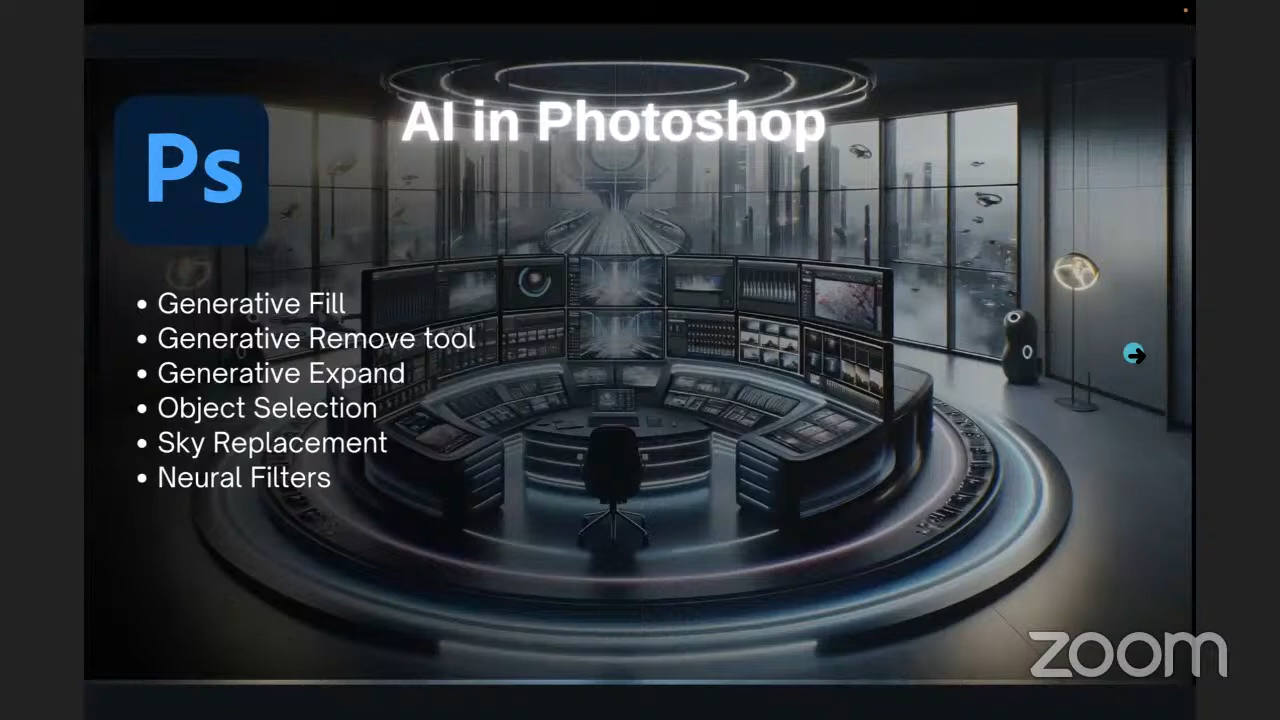 AI in Photoshop
Ps
• Generative Fill
• Generative Remove tool
• Generative Expand
• Object Selection
• Sky Replacement
• Neural Filters
zoom